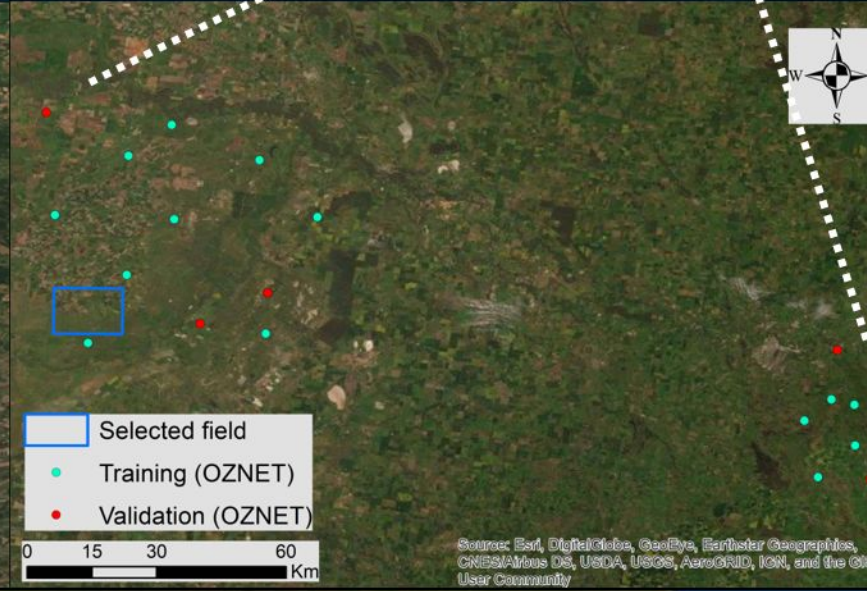 N
W
S
Selected field
Training (OZNET)
Validation (OZNET)
0 15 30 60
Km
Source: Esri, DigitalGlobe, GeoEye, Earthstar Geographics,
CNES/Airbus DS, USDA, USGS, AeroGRID, IGN, and the GIS
User Community